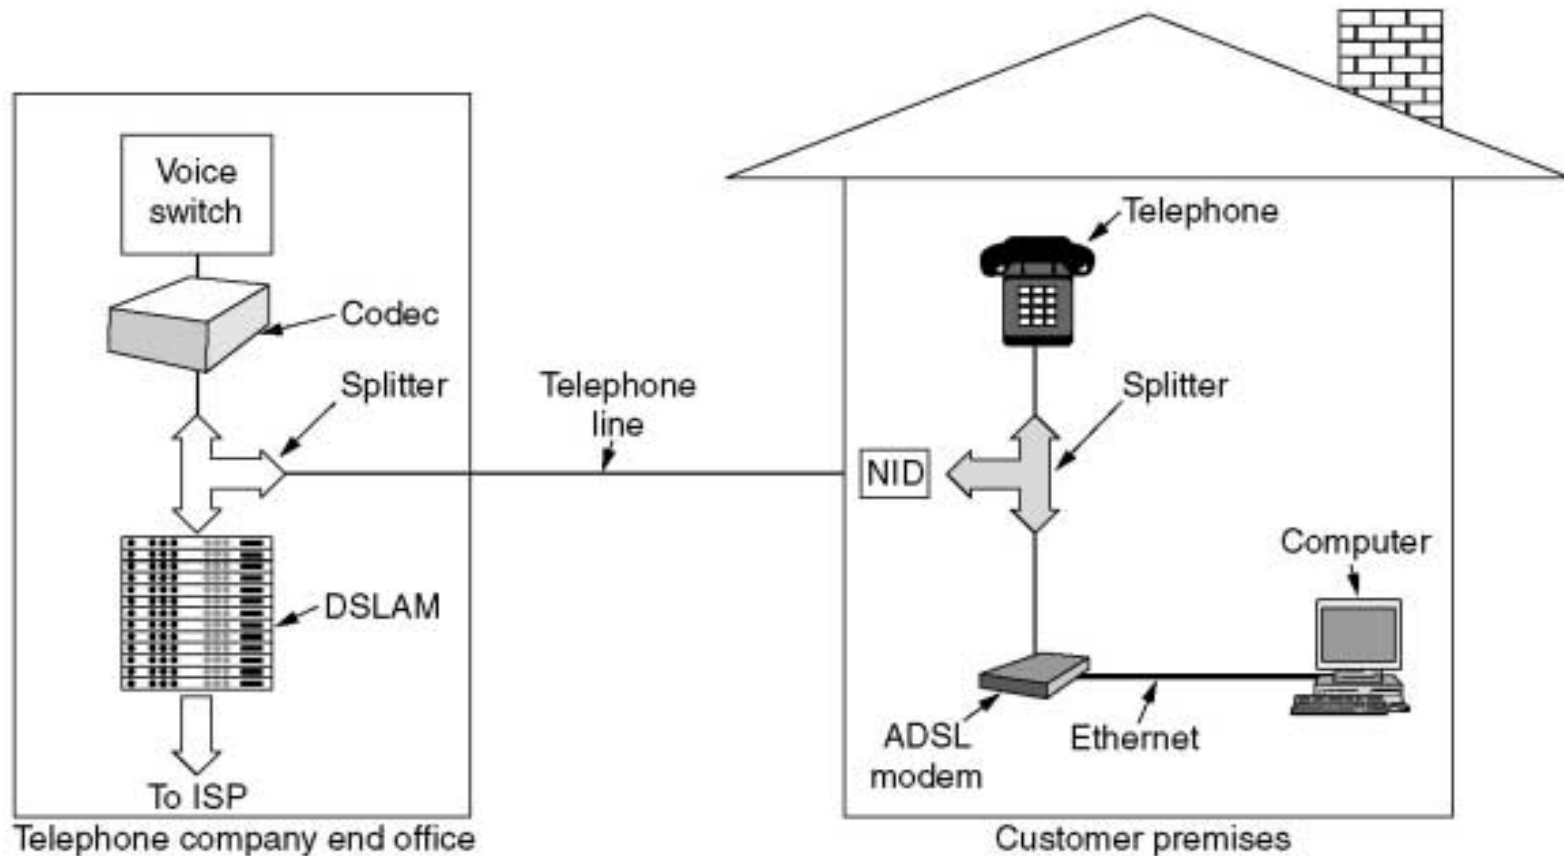 Voice
switch
Codec
Splitter
DSLAM
To ISP
Telephone company end office
Telephone
line
Telephone
Splitter
NID
Computer
ADSL
modem
Ethernet
Customer premises